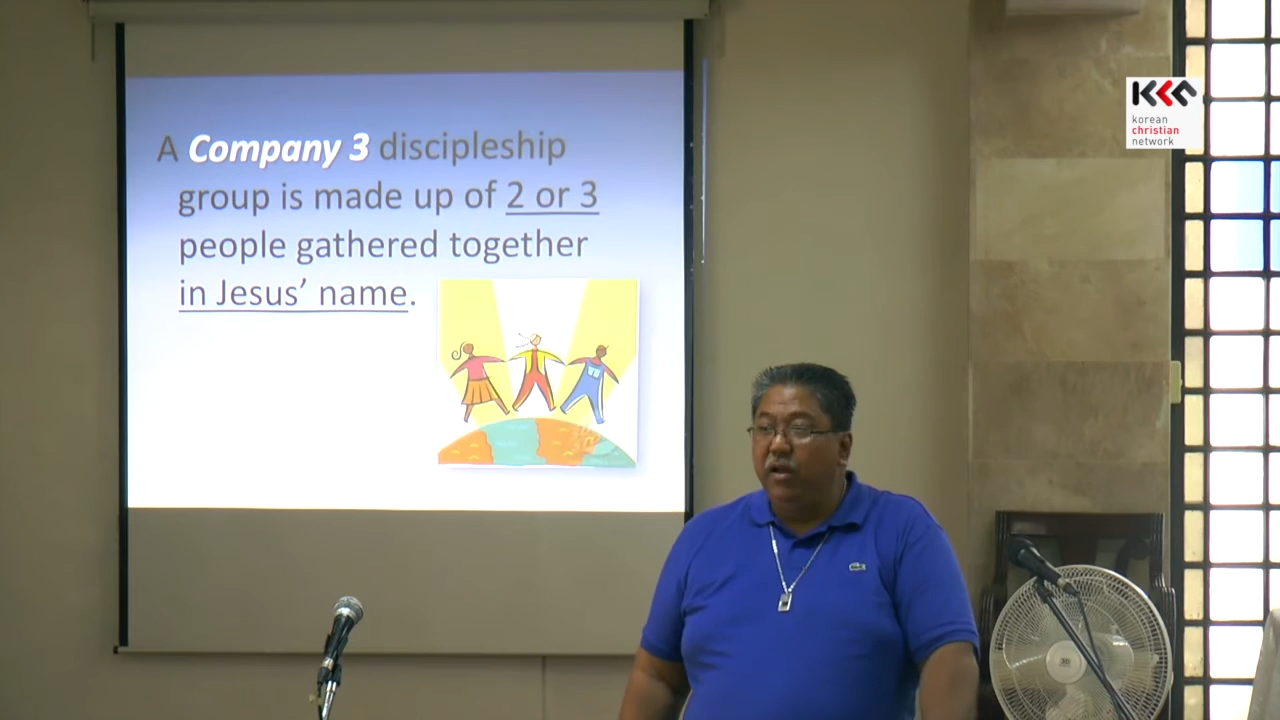 A Company 3 discipleship
group is made up of 2 or 3
people gathered together
in Jesus’ name.
KCN
korean
christian
network